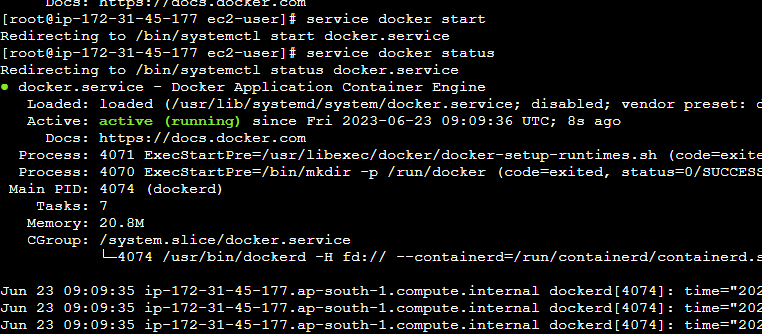 Docs: https://docs.docker.com
[root@ip-172-31-45-177 ec2-user]# service docker start
Redirecting to /bin/systemctl start docker.service
[root@ip-172-31-45-177 ec2-user]# service docker status
Redirecting to /bin/systemctl status docker.service
● docker.service - Docker Application Container Engine
Loaded: loaded (/usr/lib/systemd/system/docker.service; disabled; vendor preset: d
Active: active (running) since Fri 2023-06-23 09:09:36 UTC; 8s ago
Docs: https://docs.docker.com
Process: 4071 ExecStartPre=/usr/libexec/docker/docker-setup-runtimes.sh (code=exite
Process: 4070 ExecStartPre=/bin/mkdir -p /run/docker (code=exited, status=0/SUCCESS
Main PID: 4074 (dockerd)
Tasks: 7
Memory: 20.8M
CGroup: /system.slice/docker.service
└─4074 /usr/bin/dockerd -H fd:// --containerd=/run/containerd/containerd.s
Jun 23 09:09:35 ip-172-31-45-177.ap-south-1.compute.internal dockerd[4074]: time="202
Jun 23 09:09:35 ip-172-31-45-177.ap-south-1.compute.internal dockerd[4074]: time="202
Jun 23 09:09:35 ip-172-31-45-177.ap-south-1.compute.internal dockerd[4074]: time="202